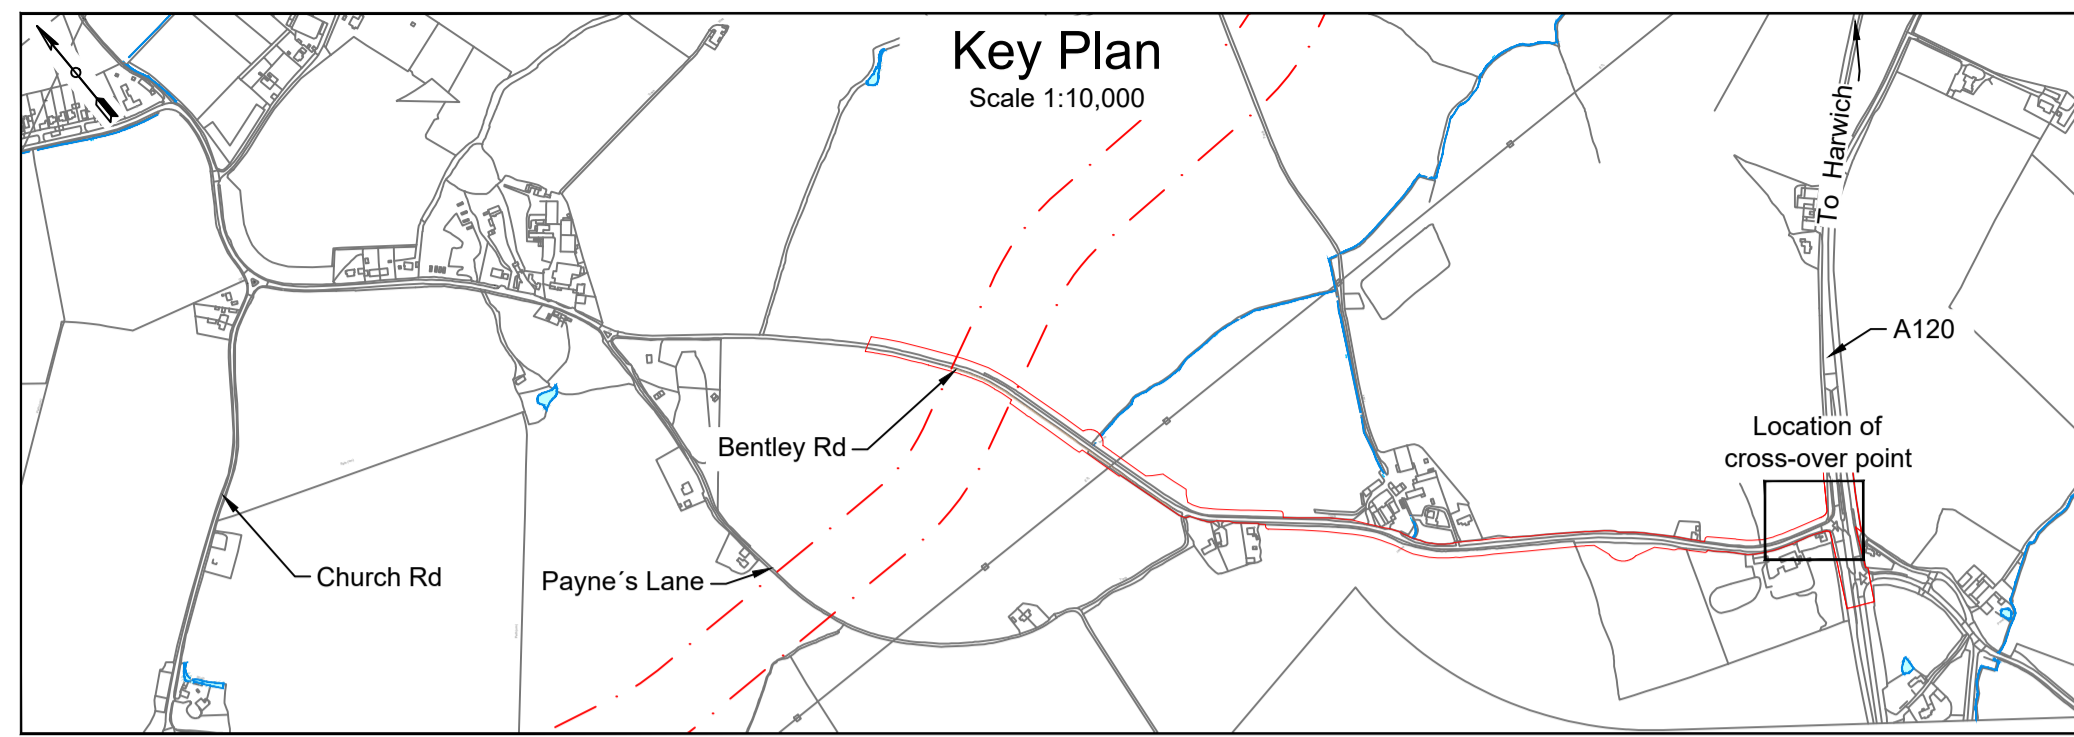 Key Plan
Scale 1:10,000
To Harwich
A120
Location of
cross-over point
Bentley Rd
Church Rd
Payne´s Lane